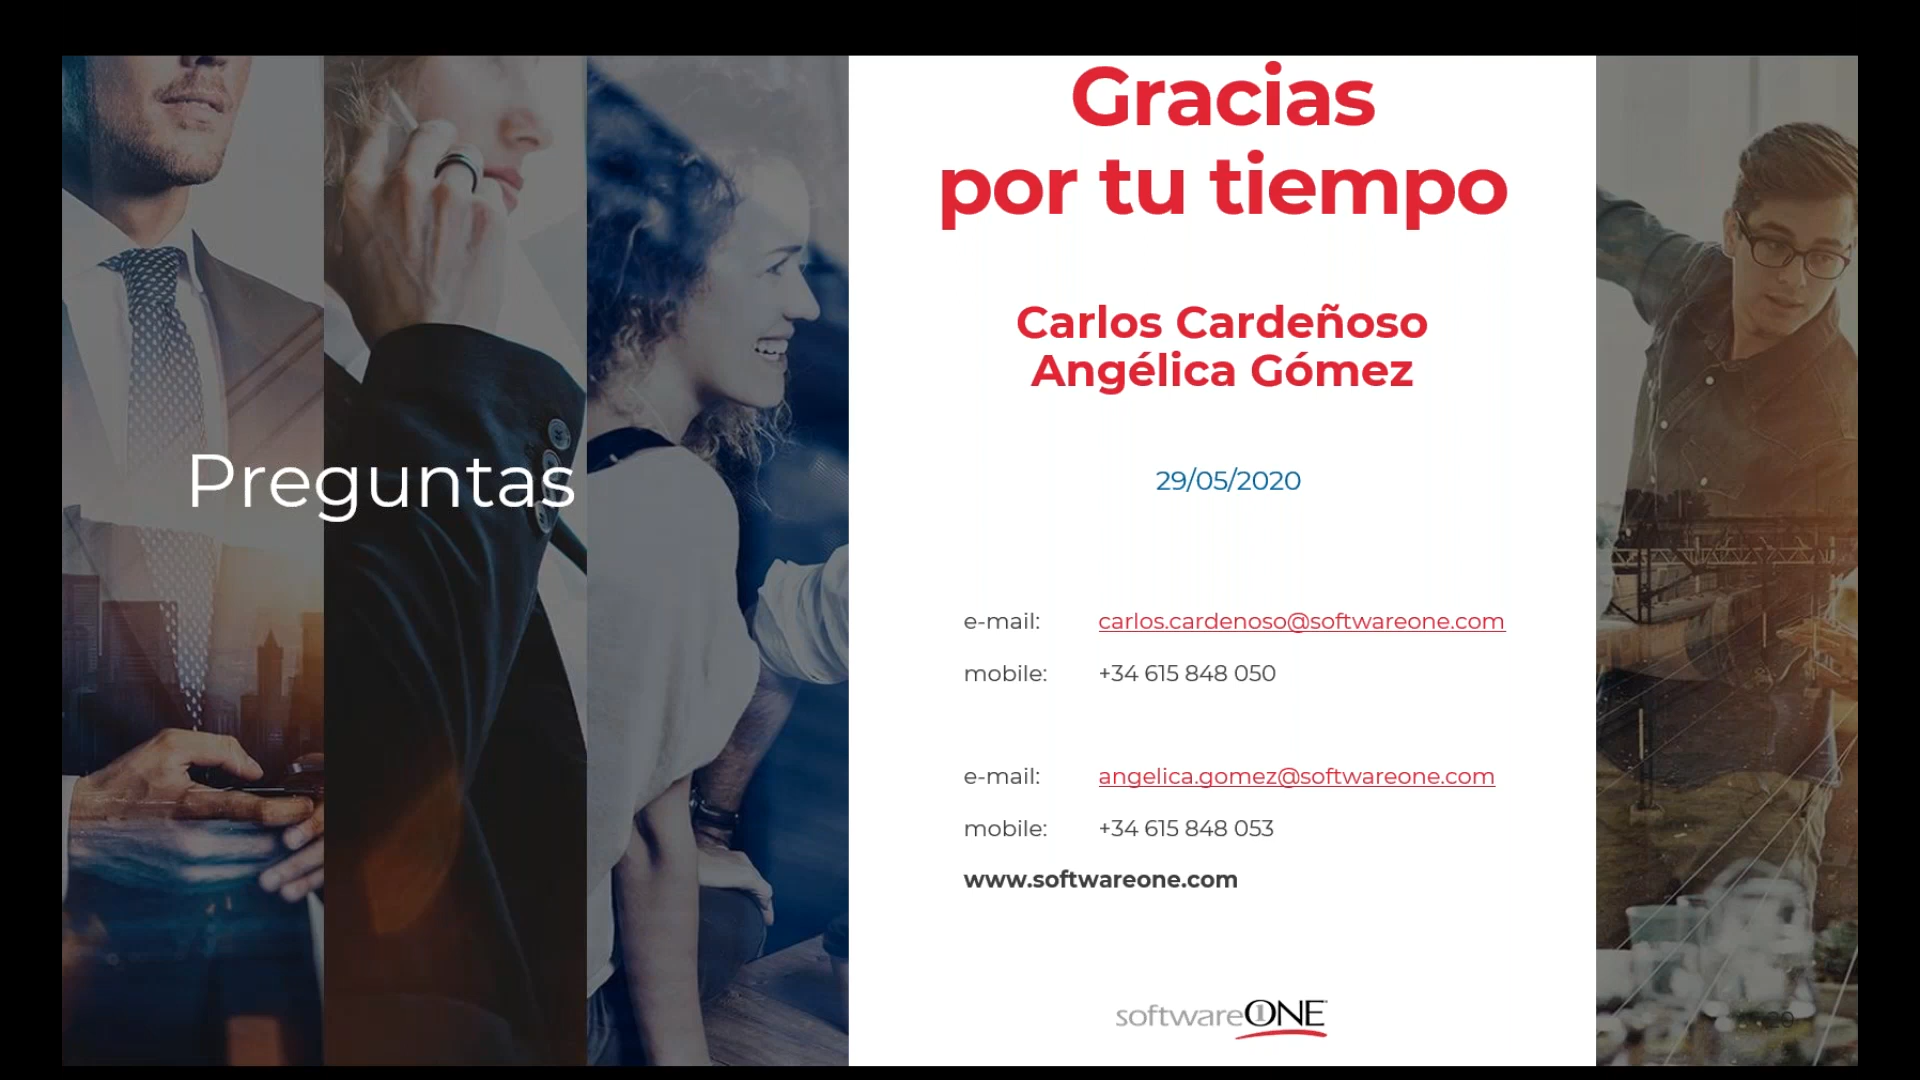 Preguntas
Gracias
por tu tiempo
Carlos Cardeñoso
Angélica Gómez
29/05/2020
e-mail: carlos.cardenoso@softwareone.com
mobile: +34 615 848 050
e-mail: angelica.gomez@softwareone.com
mobile: +34 615 848 053
www.softwareone.com
softwareONE
20